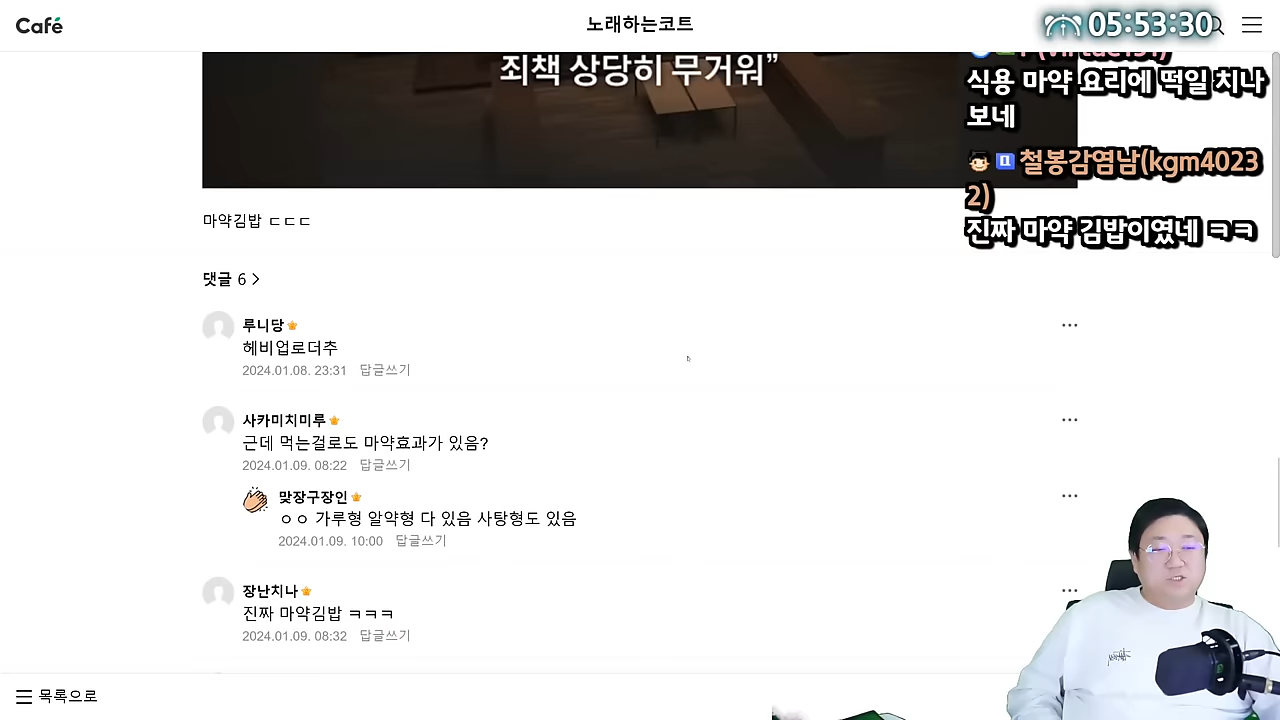 Café
노래하는코트
05:53:30
죄책 상당히 무거워”
식용 마약 요리에 떡일 치나
보네
철봉감염남(kgm4023
2)
진짜 마약 김밥이였네 ㅋㅋ
마약김밥 ㄷㄷㄷ
댓글 6
루니당
헤비업로더추
2024.01.08. 23:31 답글쓰기
사카미치미루
근데 먹는걸로도 마약효과가 있음?
2024.01.09. 08:22 답글쓰기
맞장구장인
ㅇㅇ 가루형 알약형 다 있음 사탕형도 있음
2024.01.09. 10:00 답글쓰기
장난치나
진짜 마약김밥 ㅋㅋㅋ
2024.01.09. 08:32 답글쓰기
목록으로